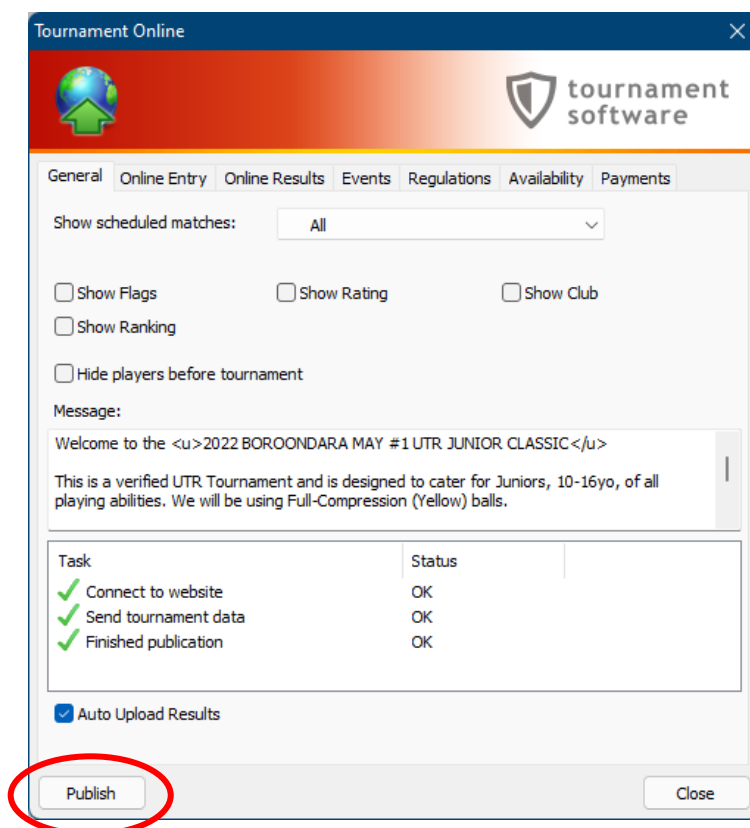 Tournament Online
tournament
software
General Online Entry Online Results Events Regulations Availability Payments
Show scheduled matches: All
Show Flags Show Rating Show Club
Show Ranking
Hide players before tournament
Message:
Welcome to the <u>2022 BOROONDARA MAY #1 UTR JUNIOR CLASSIC</u>
This is a verified UTR Tournament and is designed to cater for Juniors, 10-16yo, of all
playing abilities. We will be using Full-Compression (Yellow) balls.
Task Status
Connect to website OK
Send tournament data OK
Finished publication OK
Auto Upload Results
Publish Close